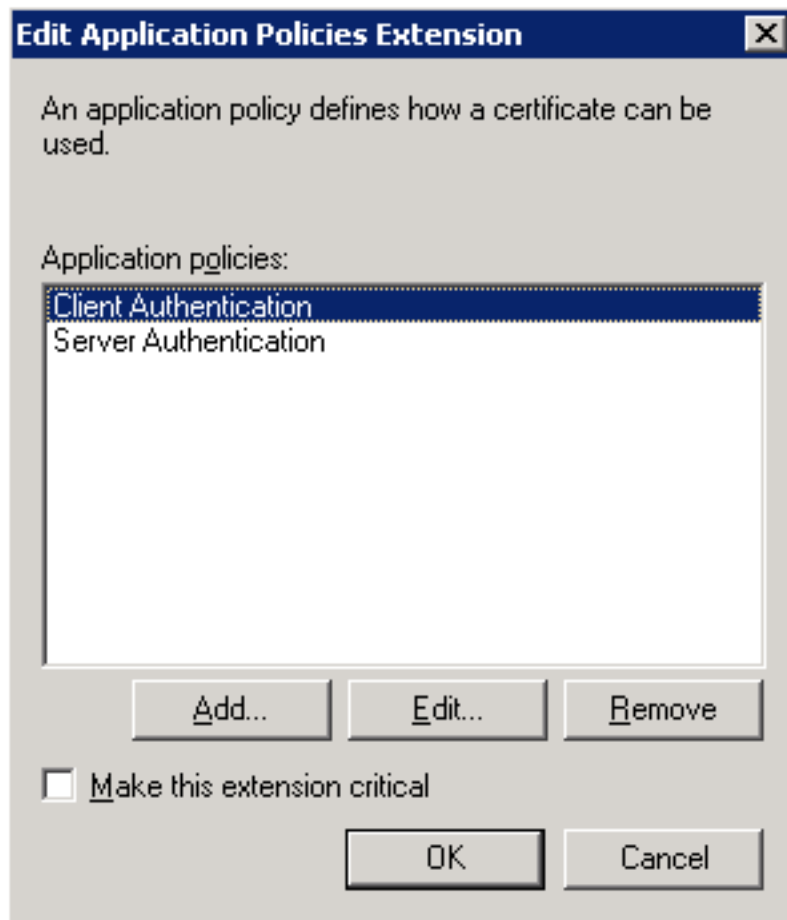 Edit Application Policies Extension
An application policy defines how a certificate can be
used.
Application policies:
Client Authentication
Server Authentication
Add...
Edit...
Remove
Make this extension critical
OK
Cancel